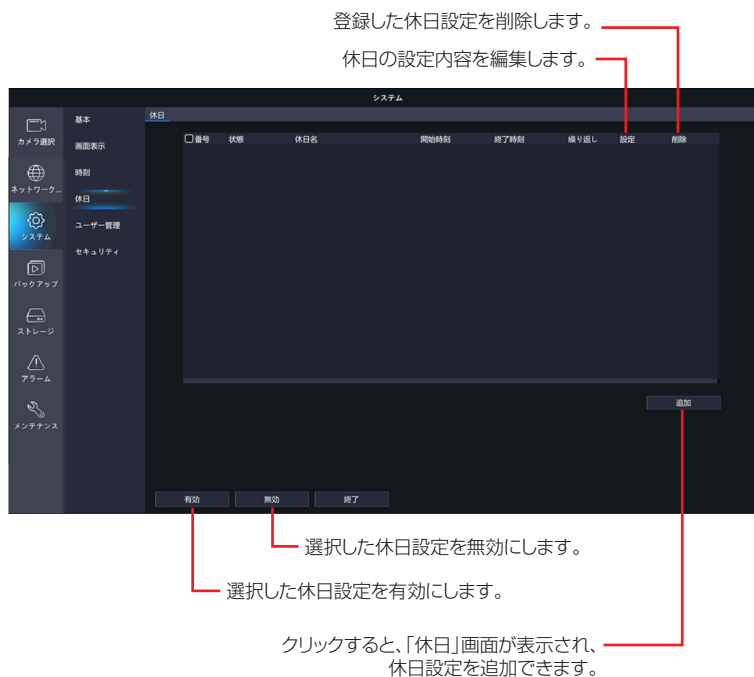 登録した休日設定を削除します。
休日の設定内容を編集します。
システム
カメラ選択
ネットワーク...
システム
バックアップ
ストレージ
アラーム
メンテナンス
基本
画面表示
時刻
休日
ユーザー管理
セキュリティ
休日
番号 状態 休日名 開始時刻 終了時刻 繰り返し 設定 削除
追加
有効 無効 終了
選択した休日設定を無効にします。
選択した休日設定を有効にします。
クリックすると、「休日」画面が表示され、
休日設定を追加できます。